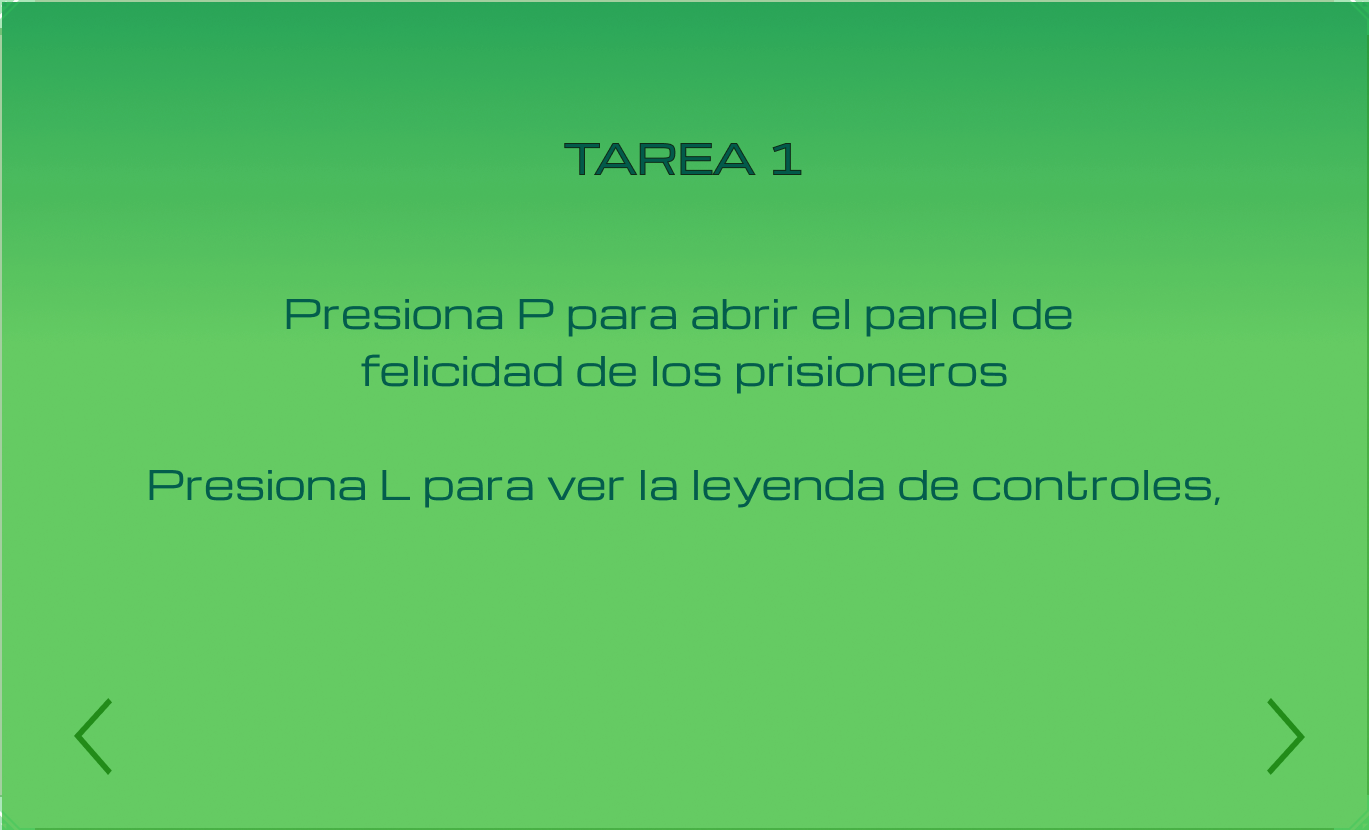 TAREA 1
Presiona P para abrir el panel de
felicidad de los prisioneros
Presiona L para ver la leyenda de controles,